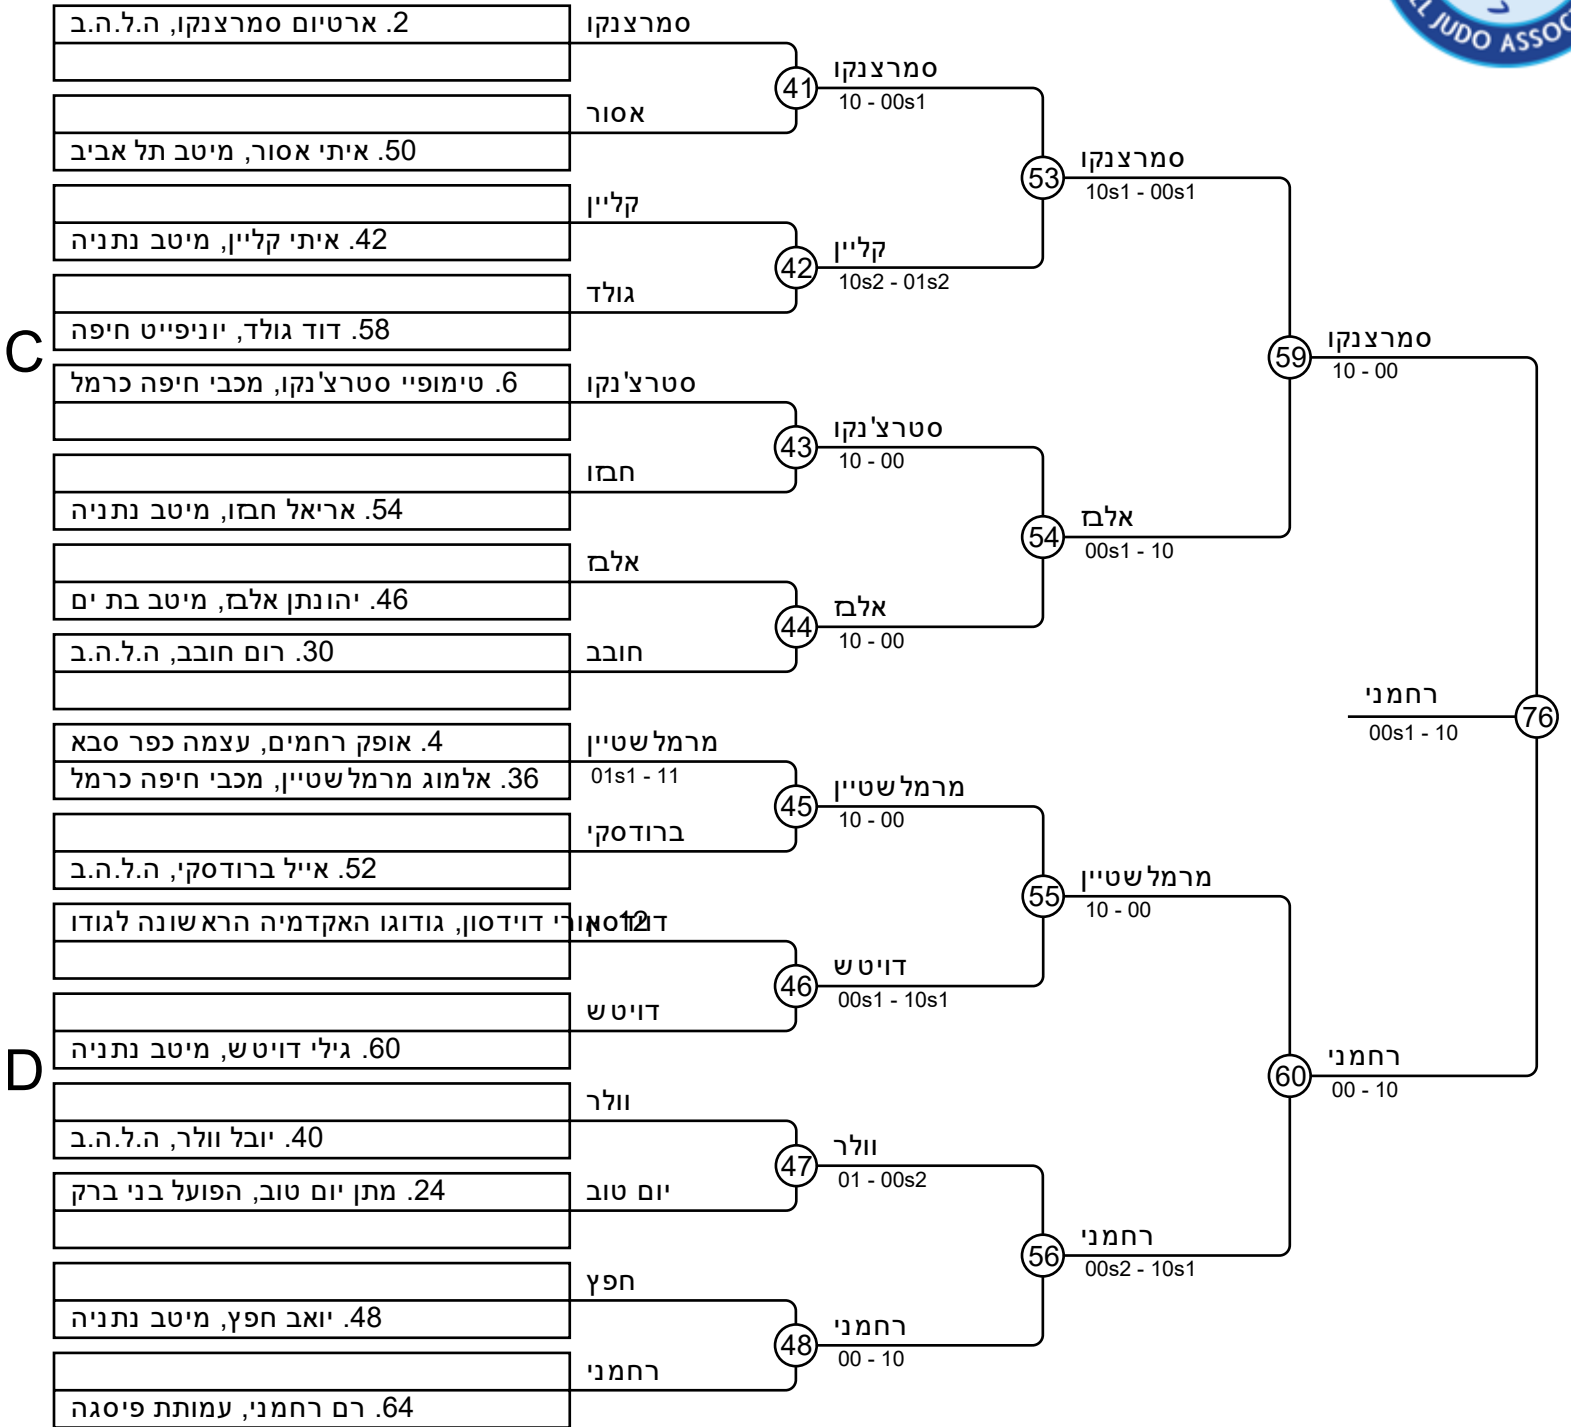 2. ארטיום סמרצנקו, ה.ל.ה.ב
50. איתי אסור, מיטב תל אביב
42. איתי קליין, מיטב נתניה
58. דוד גולד, יוניפייט חיפה
C
6. טימופיי סטרצ'נקו, מכבי חיפה כרמל
54. אריאל חבזו, מיטב נתניה
46. יהונתן אלבז, מיטב בת ים
30. רום חובב, ה.ל.ה.ב
4. אופק רחמים, עצמה כפר סבא
36. אלמוג מרמלשטיין, מכבי חיפה כרמל
52. אייל ברודסקי, ה.ל.ה.ב
12. אורי דוידסון, גודוגו האקדמיה הראשונה לגודו
60. גילי דויטש, מיטב נתניה
D
40. יובל וולר, ה.ל.ה.ב
24. מתן יום טוב, הפועל בני ברק
48. יואב חפץ, מיטב נתניה
64. רם רחמני, עמותת פיסגה
סמרצנקו
אסור
קליין
גולד
סטרצ'נקו
חבזו
אלבז
חובב
מרמלשטיין
01s1 - 11
ברודסקי
דוידסון
דויטש
וולר
יום טוב
חפץ
רחמני
41
סמרצנקו
10 - 00s1
42
קליין
10s2 - 01s2
43
סטרצ'נקו
10 - 00
44
אלבז
10 - 00
45
מרמלשטיין
10 - 00
46
דויטש
00s1 - 10s1
47
וולר
01 - 00s2
48
רחמני
00 - 10
53
סמרצנקו
10s1 - 00s1
54
אלבז
00s1 - 10
55
מרמלשטיין
10 - 00
56
רחמני
00s2 - 10s1
59
סמרצנקו
10 - 00
60
רחמני
00 - 10
76
רחמני
00s1 - 10
JUDO